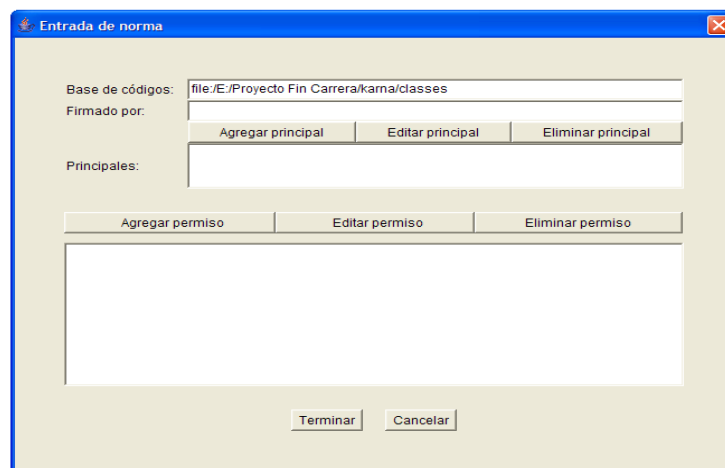 Entrada de norma
Base de códigos: file:/E:/Proyecto Fin Carrera/karna/classes
Firmado por:
Agregar principal Editar principal Eliminar principal
Principales:
Agregar permiso Editar permiso Eliminar permiso
Terminar Cancelar